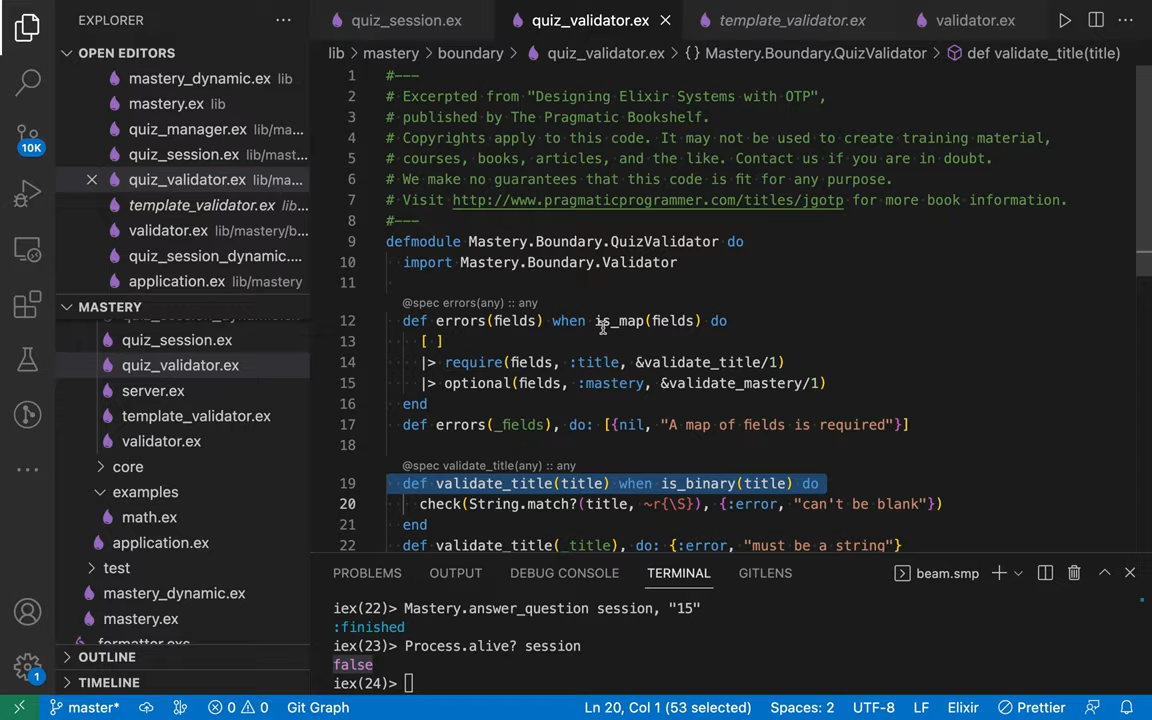 EXPLORER
OPEN EDITORS
mastery_dynamic.ex lib
mastery.ex lib
quiz_manager.ex lib/ma...
quiz_session.ex lib/mast...
quiz_validator.ex lib/ma...
template_validator.ex lib...
validator.ex lib/mastery/b...
quiz_session_dynamic....
application.ex lib/mastery
MASTERY
quiz_session.ex
quiz_validator.ex
server.ex
template_validator.ex
validator.ex
core
examples
math.ex
application.ex
test
mastery_dynamic.ex
mastery.ex
formatter.exs
OUTLINE
TIMELINE
10K
1
quiz_session.ex quiz_validator.ex template_validator.ex validator.ex
lib > mastery > boundary > quiz_validator.ex > {} Mastery.Boundary.QuizValidator > def validate_title(title)
1 #---
2 # Excerpted from "Designing Elixir Systems with OTP",
3 # published by The Pragmatic Bookshelf.
4 # Copyrights apply to this code. It may not be used to create training material,
5 # courses, books, articles, and the like. Contact us if you are in doubt.
6 # We make no guarantees that this code is fit for any purpose.
7 # Visit http://www.pragmaticprogrammer.com/titles/jgotp for more book information.
8 #---
9 defmodule Mastery.Boundary.QuizValidator do
10 import Mastery.Boundary.Validator
11
@spec errors(any) :: any
12 def errors(fields) when is_map(fields) do
13 [ ]
14 |> require(fields, :title, &validate_title/1)
15 |> optional(fields, :mastery, &validate_mastery/1)
16 end
17 def errors(_fields), do: [{nil, "A map of fields is required"}]
18
@spec validate_title(any) :: any
19 def validate_title(title) when is_binary(title) do
20 check(String.match?(title, ~r{\S}), {:error, "can't be blank"})
21 end
22 def validate_title(_title), do: {:error, "must be a string"}
PROBLEMS OUTPUT DEBUG CONSOLE TERMINAL GITLENS beam.smp
iex(22)> Mastery.answer_question session, "15"
:finished
iex(23)> Process.alive? session
false
iex(24)>
master* 0 0 Git Graph Ln 20, Col 1 (53 selected) Spaces: 2 UTF-8 LF Elixir Prettier